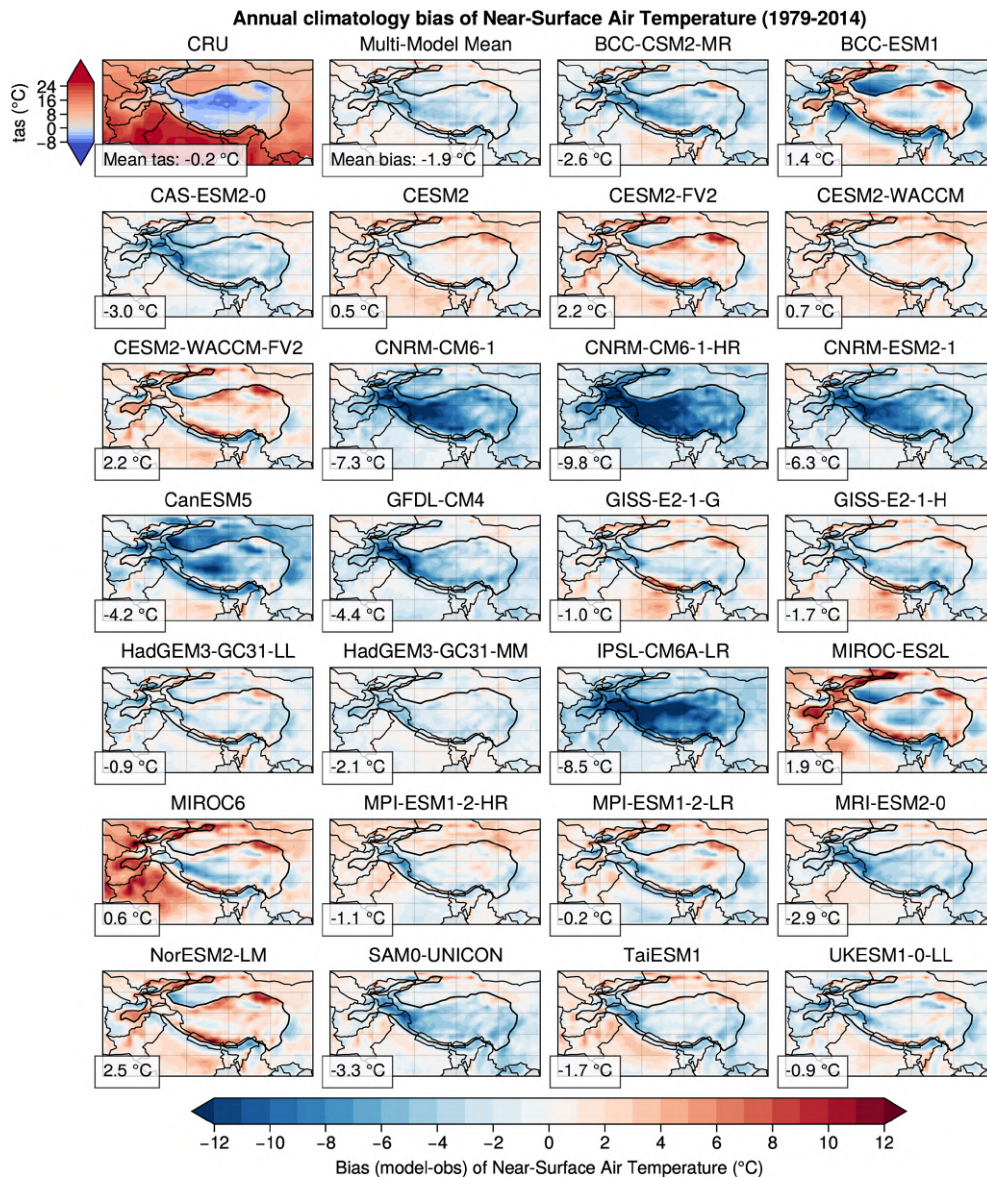 Annual climatology bias of Near-Surface Air Temperature (1979-2014)
CRU
Multi-Model Mean
BCC-CSM2-MR
BCC-ESM1
tas (°C)
24
16
8
0
−8
Mean tas: -0.2 °C
Mean bias: -1.9 °C
-2.6 °C
1.4 °C
CAS-ESM2-0
CESM2
CESM2-FV2
CESM2-WACCM
-3.0 °C
0.5 °C
2.2 °C
0.7 °C
CESM2-WACCM-FV2
CNRM-CM6-1
CNRM-CM6-1-HR
CNRM-ESM2-1
2.2 °C
-7.3 °C
-9.8 °C
-6.3 °C
CanESM5
GFDL-CM4
GISS-E2-1-G
GISS-E2-1-H
-4.2 °C
-4.4 °C
-1.0 °C
-1.7 °C
HadGEM3-GC31-LL
HadGEM3-GC31-MM
IPSL-CM6A-LR
MIROC-ES2L
-0.9 °C
-2.1 °C
-8.5 °C
1.9 °C
MIROC6
MPI-ESM1-2-HR
MPI-ESM1-2-LR
MRI-ESM2-0
0.6 °C
-1.1 °C
-0.2 °C
-2.9 °C
NorESM2-LM
SAM0-UNICON
TaiESM1
UKESM1-0-LL
2.5 °C
-3.3 °C
-1.7 °C
-0.9 °C
−12 −10 −8 −6 −4 −2 0 2 4 6 8 10 12
Bias (model-obs) of Near-Surface Air Temperature (°C)